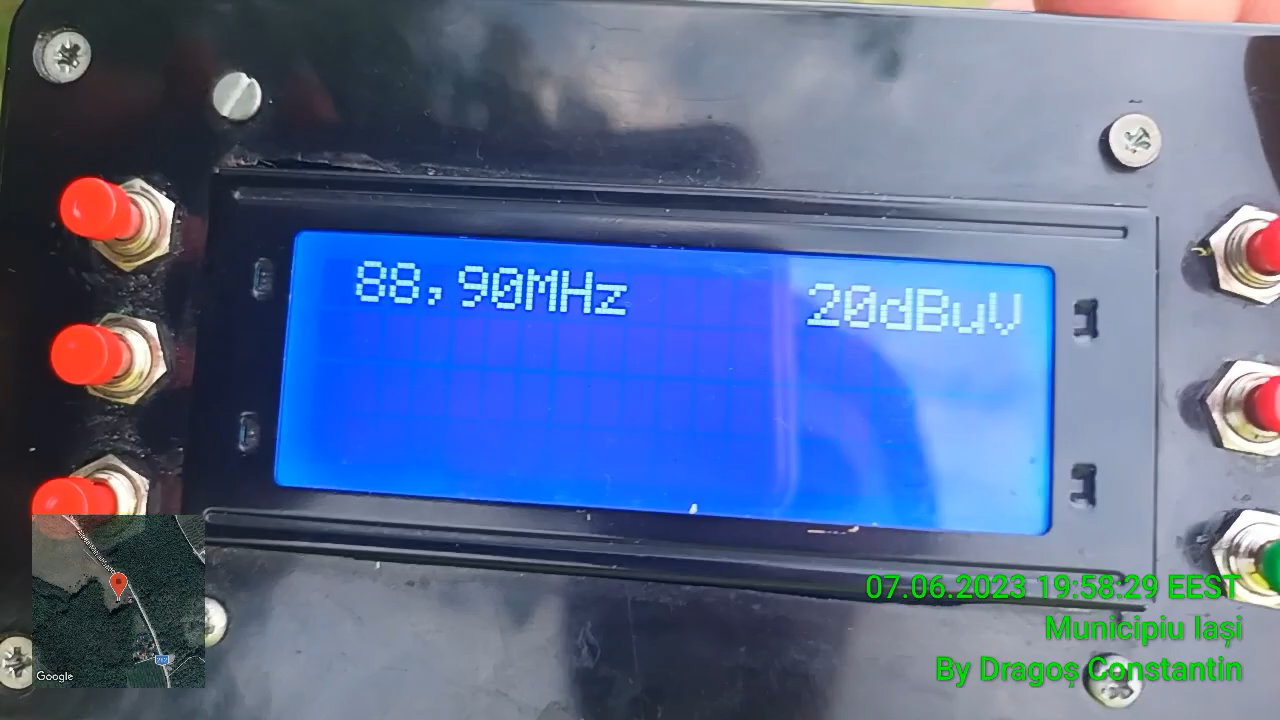 88,90MHz 20dBuV
07.06.2023 19:58:29 EEST
Municipiu Iași
By Dragoș Constantin
Google